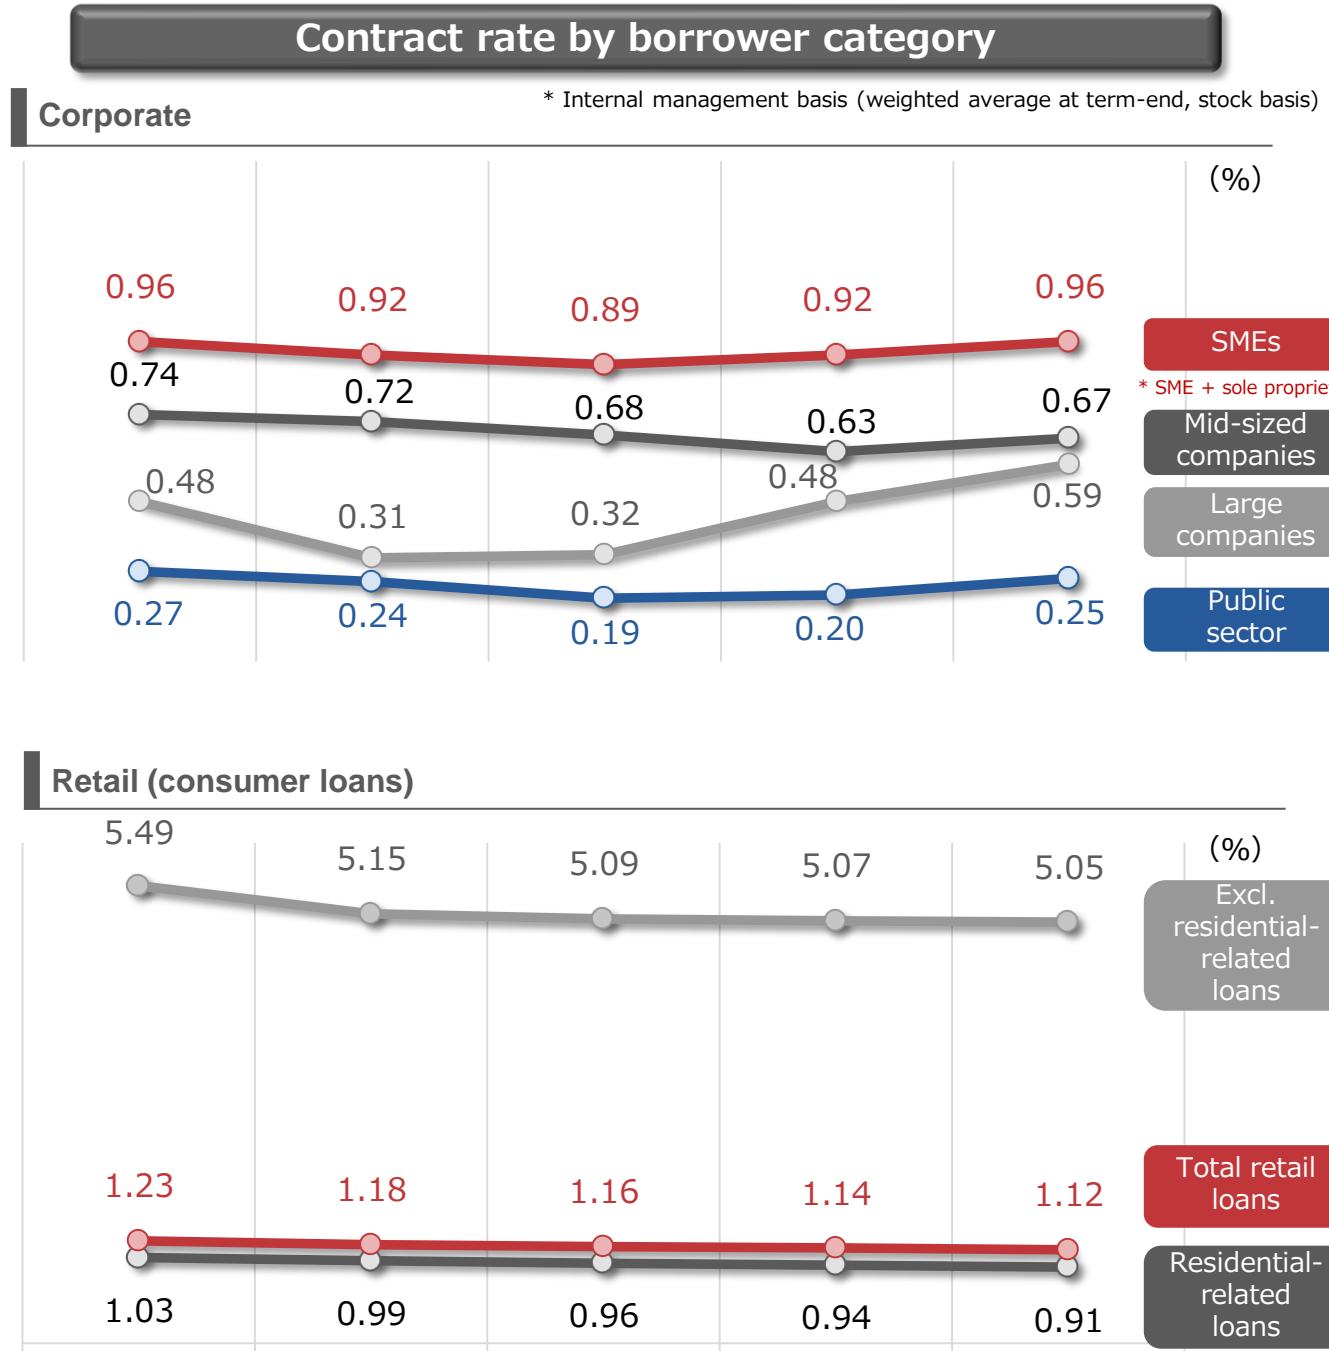 Contract rate by borrower category
* Internal management basis (weighted average at term-end, stock basis)
Corporate
(%)
0.96
0.92
0.89
0.92
0.96
SMEs
* SME + sole proprie
0.74
0.72
0.68
0.63
0.67
Mid-sized
companies
0.48
0.31
0.32
0.48
0.59
Large
companies
0.27
0.24
0.19
0.20
0.25
Public
sector
Retail (consumer loans)
(%)
5.49
5.15
5.09
5.07
5.05
Excl.
residential-
related
loans
1.23
1.18
1.16
1.14
1.12
Total retail
loans
1.03
0.99
0.96
0.94
0.91
Residential-
related
loans